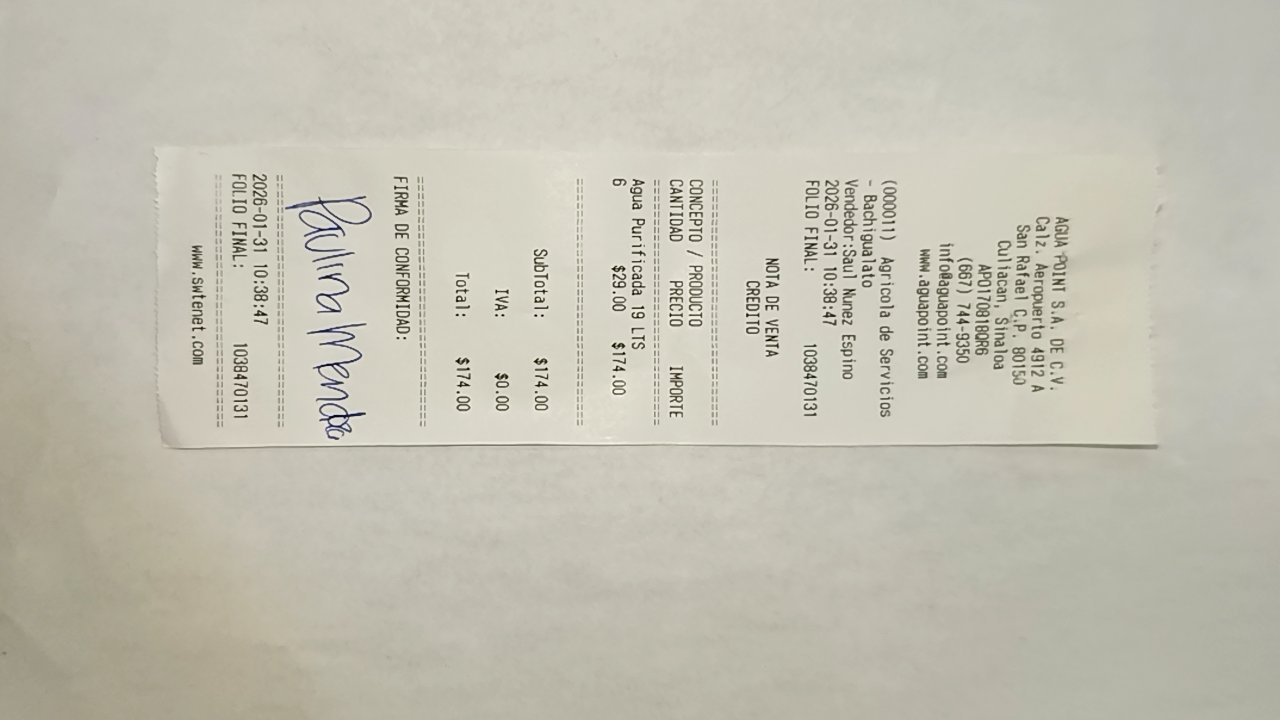 AGUA POINT S.A. DE C.V.
Calz. Aeropuerto 4912 A
San Rafael C.P. 80150
Culiacan, Sinaloa
APO170818QR6
(667) 744-9350
info@aguapoint.com
www.aguapoint.com
(000011) Agricola de Servicios
- Bachigualato
Vendedor:Saul Nunez Espino
2026-01-31 10:38:47
FOLIO FINAL: 1038470131
NOTA DE VENTA
CREDITO
CONCEPTO / PRODUCTO
CANTIDAD PRECIO IMPORTE
Agua Purificada 19 LTS
6 $29.00 $174.00
SubTotal: $174.00
IVA: $0.00
Total: $174.00
FIRMA DE CONFORMIDAD:
Paulina Mendoza
2026-01-31 10:38:47
FOLIO FINAL: 1038470131
www.swtenet.com